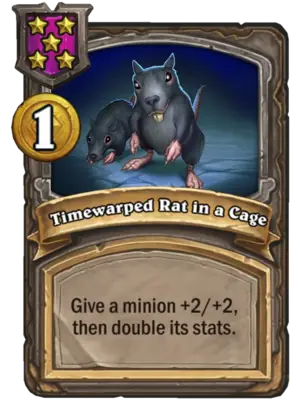 1
Timewarped Rat in a Cage
Give a minion +2/+2,
then double its stats.